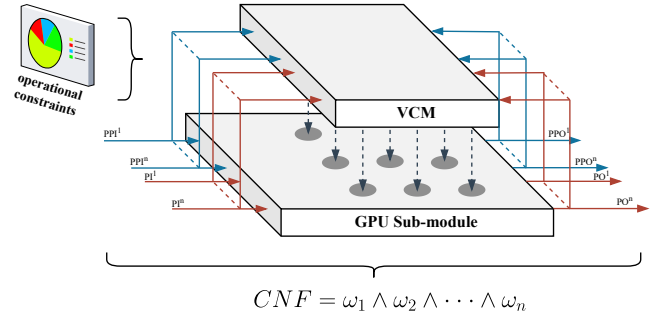 operational
constraints
VCM
PPI¹
PPIⁿ
PI¹
PIⁿ
PPO¹
PPOⁿ
PO¹
POⁿ
GPU Sub-module
CNF = ω₁ ∧ ω₂ ∧ · · · ∧ ωₙ